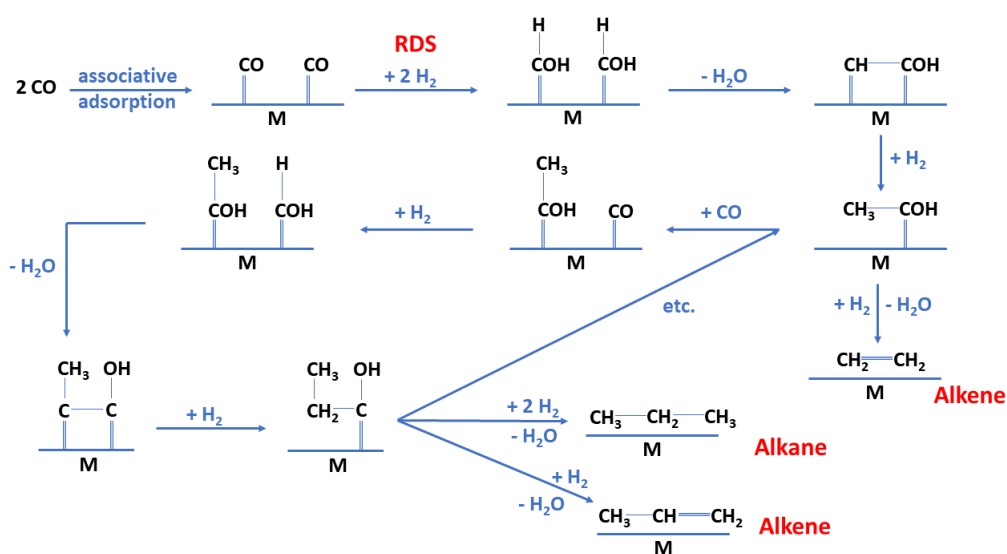 H H
RDS
CO CO COH COH CH COH
2 CO associative + 2 H₂ - H₂O
adsorption
M M M
+ H₂
CH₃ H CH₃
COH COH + H₂ COH CO + CO CH₃ COH
M M M
- H₂O
etc.
+ H₂ - H₂O
CH₂ CH₂
M
Alkene
CH₃ OH CH₃ OH
C C + H₂ CH₂ C
M M
+ 2 H₂
- H₂O
CH₃ CH₂ CH₃
M
Alkane
+ H₂
- H₂O
CH₃ CH CH₂
M
Alkene